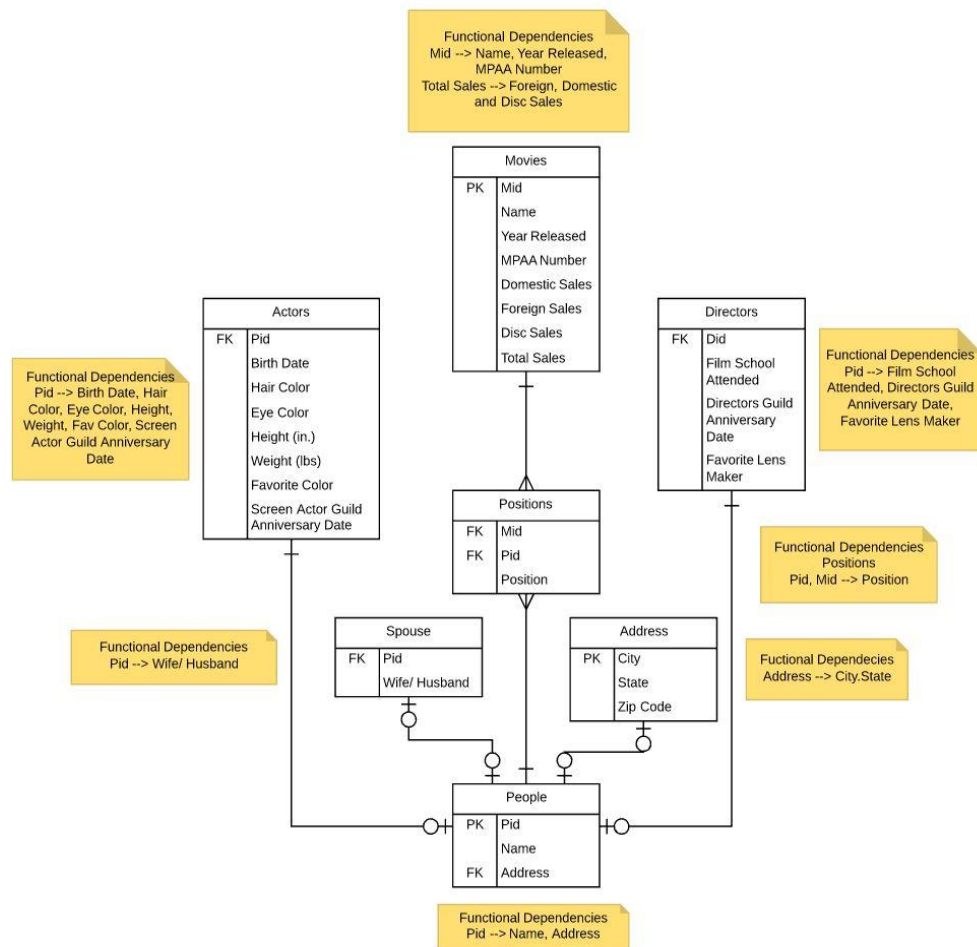 Functional Dependencies
Mid --> Name, Year Released,
MPAA Number
Total Sales --> Foreign, Domestic
and Disc Sales
Movies
PK Mid
Name
Year Released
MPAA Number
Domestic Sales
Foreign Sales
Disc Sales
Total Sales
Actors
FK Pid
Birth Date
Hair Color
Eye Color
Height (in.)
Weight (lbs)
Favorite Color
Screen Actor Guild
Anniversary Date
Directors
FK Did
Film School
Attended
Directors Guild
Anniversary
Date
Favorite Lens
Maker
Functional Dependencies
Pid --> Birth Date, Hair
Color, Eye Color, Height,
Weight, Fav Color, Screen
Actor Guild Anniversary
Date
Functional Dependencies
Pid --> Film School
Attended, Directors Guild
Anniversary Date,
Favorite Lens Maker
Positions
FK Mid
FK Pid
Position
Functional Dependencies
Positions
Pid, Mid --> Position
Functional Dependencies
Pid --> Wife/ Husband
Spouse
FK Pid
Wife/ Husband
Address
PK City
State
Zip Code
Fuctional Dependecies
Address --> City.State
People
PK Pid
Name
FK Address
Functional Dependencies
Pid --> Name, Address